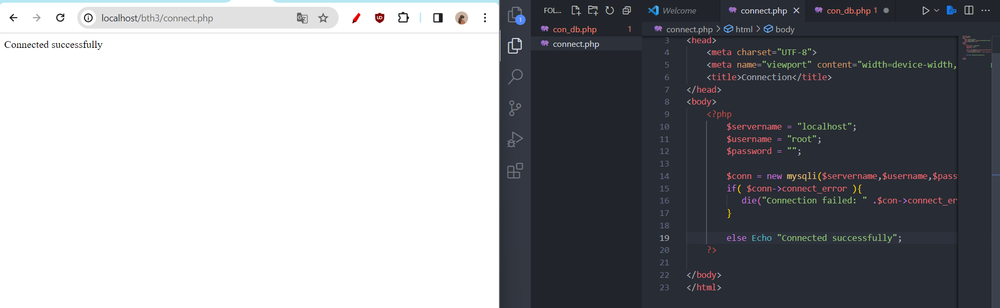 localhost/bth3/connect.php
Connected successfully
1
FOL...
con_db.php 1
connect.php
Welcome
connect.php
con_db.php 1
connect.php > html > body
3 <head>
4 <meta charset="UTF-8">
5 <meta name="viewport" content="width=device-width,
6 <title>Connection</title>
7 </head>
8 <body>
9 <?php
10 $servername = "localhost";
11 $username = "root";
12 $password = "";
13
14 $conn = new mysqli($servername,$username,$pass
15 if( $conn->connect_error ){
16 die("Connection failed: " .$con->connect_er
17 }
18
19 else Echo "Connected successfully";
20 ?>
21
22 </body>
23 </html>